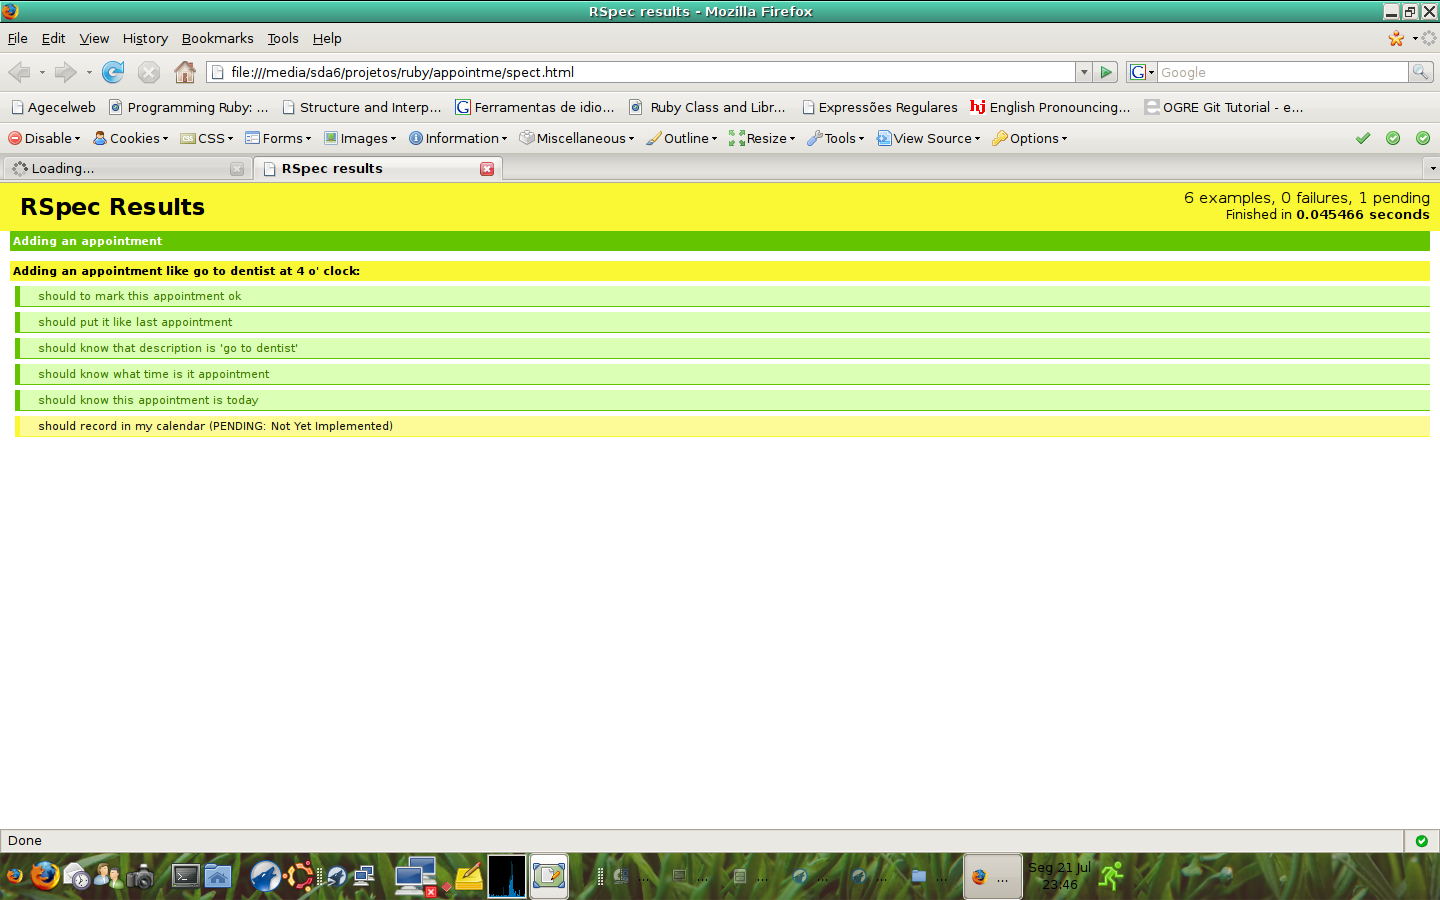 RSpec results - Mozilla Firefox
File Edit View History Bookmarks Tools Help
file:///media/sda6/projetos/ruby/appointme/spect.html
Google
Agecelweb Programming Ruby: ... Structure and Interp... Ferramentas de idio... Ruby Class and Libr... Expressões Regulares English Pronouncing... OGRE Git Tutorial - e...
Disable Cookies CSS Forms Images Information Miscellaneous Outline Resize Tools View Source Options
Loading... RSpec results
RSpec Results
6 examples, 0 failures, 1 pending
Finished in 0.045466 seconds
Adding an appointment
Adding an appointment like go to dentist at 4 o' clock:
should to mark this appointment ok
should put it like last appointment
should know that description is 'go to dentist'
should know what time is it appointment
should know this appointment is today
should record in my calendar (PENDING: Not Yet Implemented)
Done
... ... ... ... ... ... ...
Seg 21 Jul
23:46